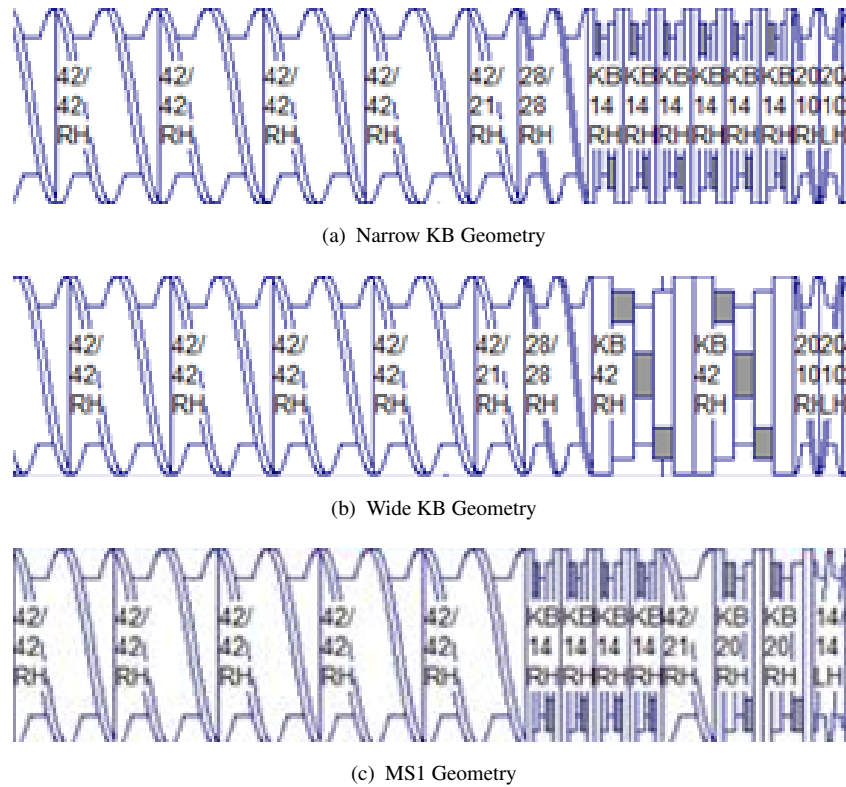 42/ 42/ 42/ 42/ 42/ 28/ KB KB KB KB KB KB 20 20
42 42 42 42 21 28 14 14 14 14 14 14 10 10
RH RH RH RH RH RH RH RH RH RH RH RH RH LH
(a) Narrow KB Geometry
42/ 42/ 42/ 42/ 42/ 28/ KB KB 20 20
42 42 42 42 21 28 42 42 10 10
RH RH RH RH RH RH RH RH RH LH
(b) Wide KB Geometry
42/ 42/ 42/ 42/ 42/ KB KB KB KB 42/ KB KB 14/
42 42 42 42 42 14 14 14 14 21 20 20 14
RH RH RH RH RH RH RH RH RH RH RH RH LH
(c) MS1 Geometry